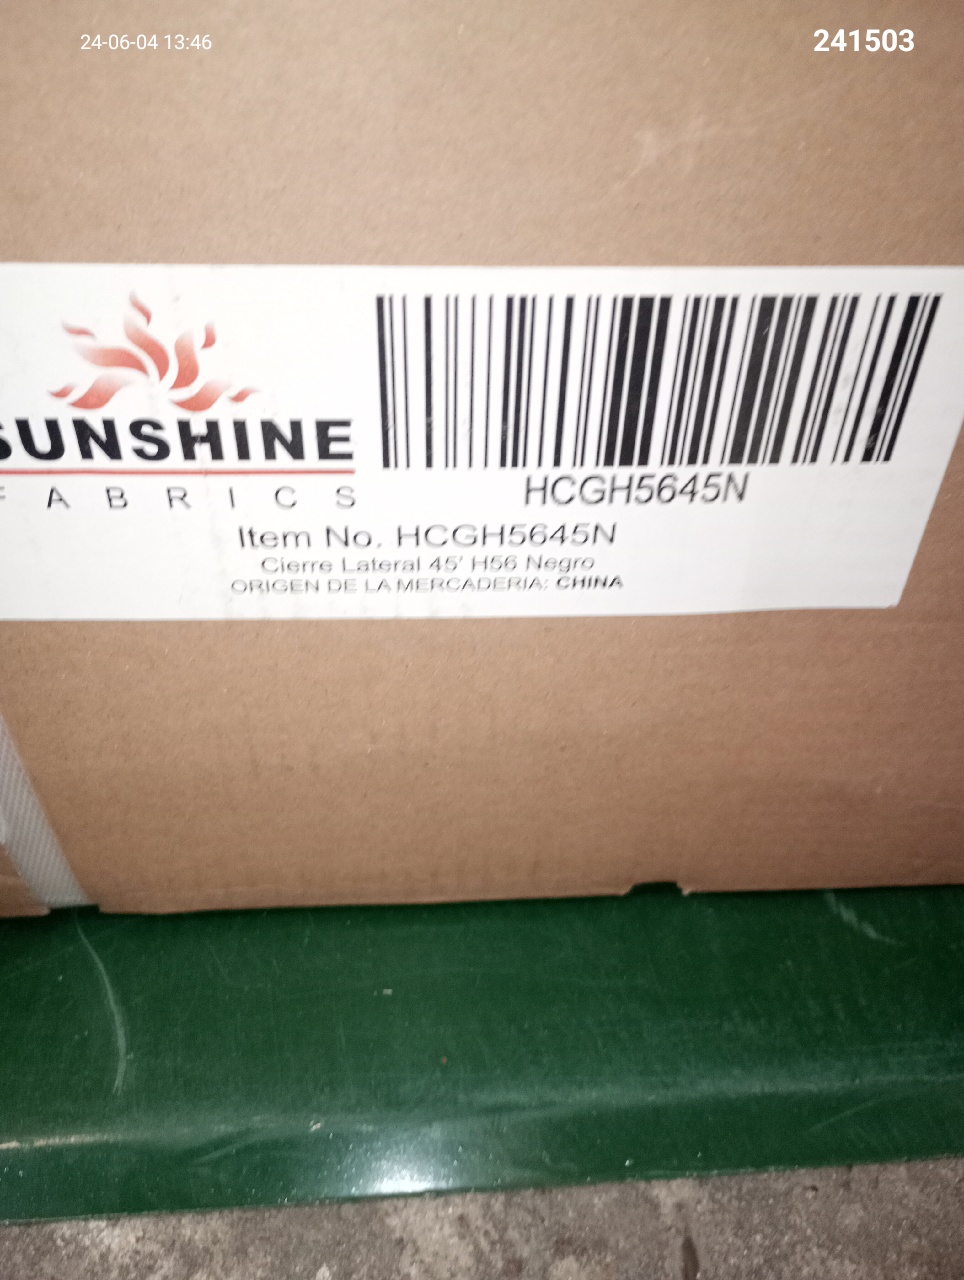 24-06-04 13:46
241503
SUNSHINE
FABRICS
HCGH5645N
Item No. HCGH5645N
Cierre Lateral 45' H56 Negro
ORIGEN DE LA MERCADERIA: CHINA